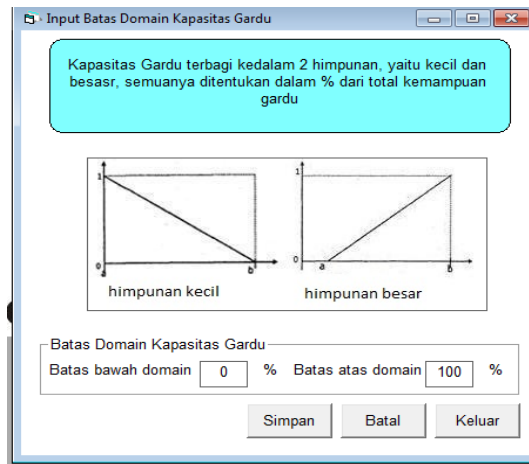 Input Batas Domain Kapasitas Gardu
Kapasitas Gardu terbagi kedalam 2 himpunan, yaitu kecil dan
besasr, semuanya ditentukan dalam % dari total kemampuan
gardu
1 1
0 a b 0 a b
himpunan kecil himpunan besar
Batas Domain Kapasitas Gardu
Batas bawah domain 0 % Batas atas domain 100 %
Simpan Batal Keluar